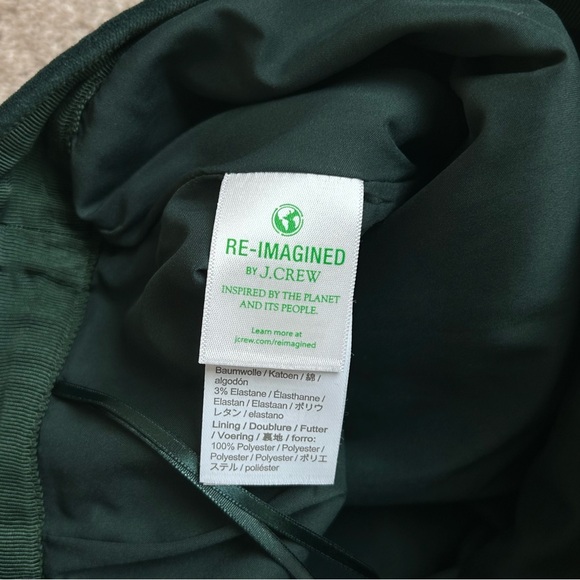 RE-IMAGINED
BY J.CREW
INSPIRED BY THE PLANET
AND ITS PEOPLE.
Learn more at
jcrew.com/reimagined
Baumwolle / Katoen / 綿 /
algodón
3% Elastane / Élasthanne /
Elastan / Elastaan / ポリウ
レタン / elastano
Lining / Doublure / Futter
/ Voering / 裏地 / forro:
100% Polyester / Polyester /
Polyester / Polyester / ポリエ
ステル / poliéster